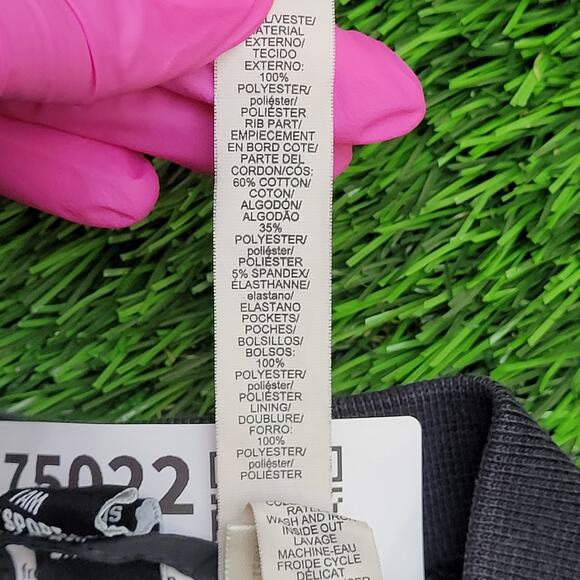 MATERIAL
EXTERNO/
TECIDO
EXTERNO:
100%
POLYESTER/
poliéster/
POLIÉSTER
RIB PART/
EMPIECEMENT
EN BORD COTE/
PARTE DEL
CORDON/CÓS:
60% COTTON/
COTON/
ALGODÓN/
ALGODÃO
35%
POLYESTER/
poliéster/
POLIÉSTER
5% SPANDEX/
ÉLASTHANNE/
elastano/
ELASTANO
POCKETS/
POCHES/
BOLSILLOS/
BOLSOS:
100%
POLYESTER/
poliéster/
POLIÉSTER
LINING/
DOUBLURE/
FORRO:
100%
POLYESTER/
poliéster/
POLIÉSTER
75022
S
WASH AND
INSIDE OUT
LAVAGE
MACHINE-EAU
FROIDE CYCLE
DÉLICAT